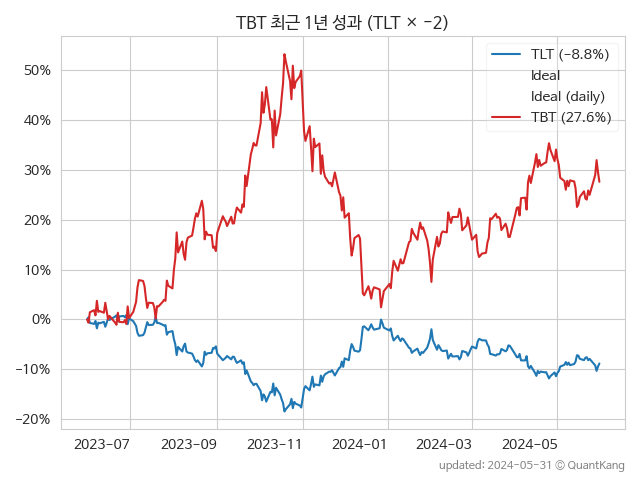 TBT 최근 1년 성과 (TLT × −2)
TLT (−8.8%)
Ideal
Ideal (daily)
TBT (27.6%)
50%
40%
30%
20%
10%
0%
−10%
−20%
2023-07 2023-09 2023-11 2024-01 2024-03 2024-05
updated: 2024-05-31 © QuantKang